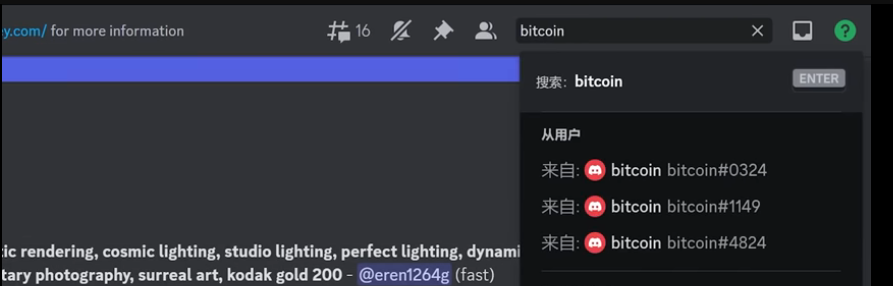 y.com/ for more information
16
bitcoin
搜索: bitcoin
ENTER
从用户
来自: bitcoin bitcoin#0324
来自: bitcoin bitcoin#1149
来自: bitcoin bitcoin#4824
tic rendering, cosmic lighting, studio lighting, perfect lighting, dynami
tary photography, surreal art, kodak gold 200 - @eren1264g (fast)